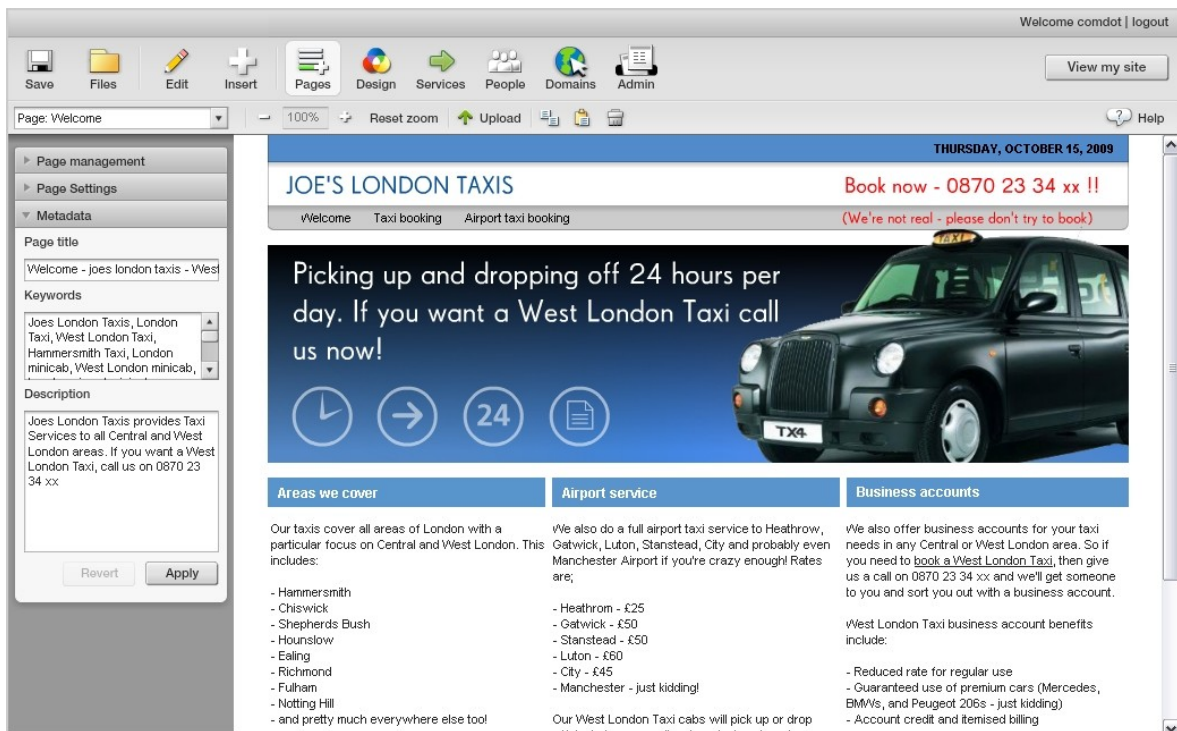 Welcome comdot | logout
Save Files Edit Insert Pages Design Services People Domains Admin View my site
Page: Welcome 100% Reset zoom Upload Help
Page management
Page Settings
Metadata
Page title
Welcome - joes london taxis - West
Keywords
Joes London Taxis, London
Taxi, West London Taxi,
Hammersmith Taxi, London
minicab, West London minicab,
Description
Joes London Taxis provides Taxi
Services to all Central and West
London areas. If you want a West
London Taxi, call us on 0870 23
34 xx
Revert Apply
THURSDAY, OCTOBER 15, 2009
JOE'S LONDON TAXIS
Book now - 0870 23 34 xx !!
Welcome Taxi booking Airport taxi booking
(We're not real - please don't try to book)
Picking up and dropping off 24 hours per
day. If you want a West London Taxi call
us now!
24
TAXI
TX4
Areas we cover
Our taxis cover all areas of London with a
particular focus on Central and West London. This
includes:
- Hammersmith
- Chiswick
- Shepherds Bush
- Hounslow
- Ealing
- Richmond
- Fulham
- Notting Hill
- and pretty much everywhere else too!
Airport service
We also do a full airport taxi service to Heathrow,
Gatwick, Luton, Stanstead, City and probably even
Manchester Airport if you're crazy enough! Rates
are;
- Heathrom - £25
- Gatwick - £50
- Stanstead - £50
- Luton - £60
- City - £45
- Manchester - just kidding!
Our West London Taxi cabs will pick up or drop
Business accounts
We also offer business accounts for your taxi
needs in any Central or West London area. So if
you need to book a West London Taxi, then give
us a call on 0870 23 34 xx and we'll get someone
to you and sort you out with a business account.
West London Taxi business account benefits
include:
- Reduced rate for regular use
- Guaranteed use of premium cars (Mercedes,
BMWs, and Peugeot 206s - just kidding)
- Account credit and itemised billing